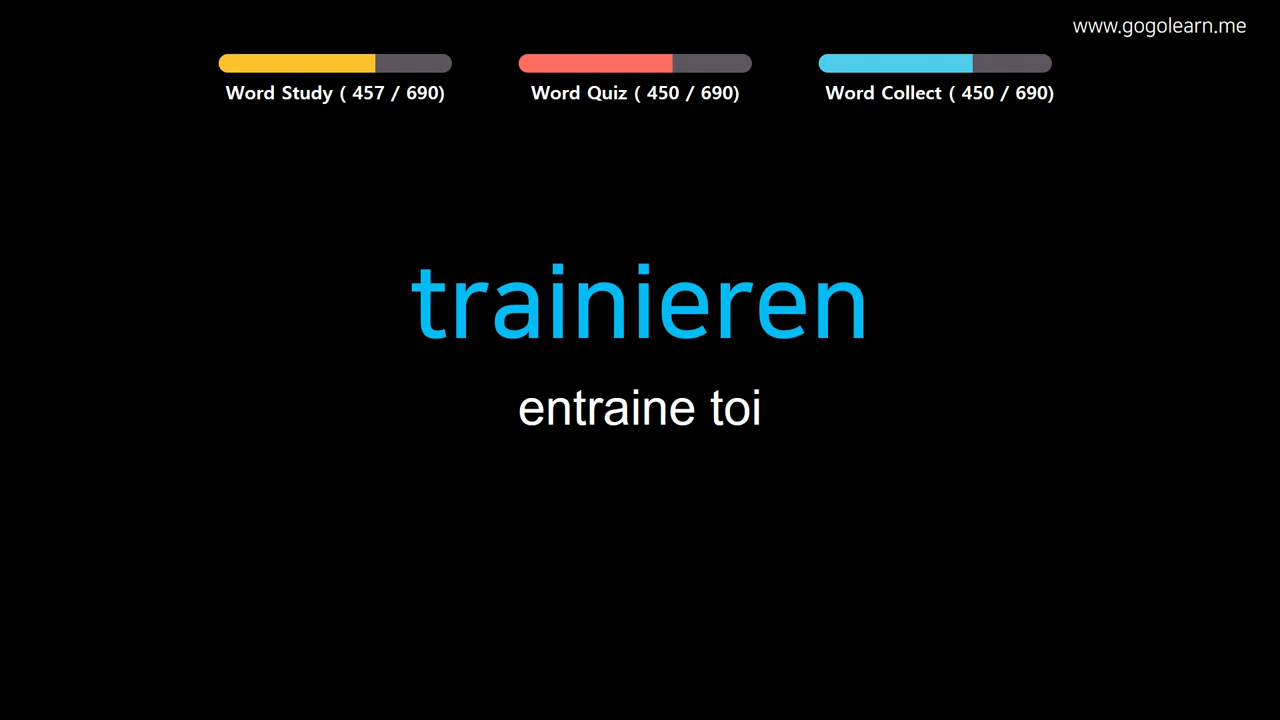 www.gogolearn.me
Word Study ( 457 / 690)
Word Quiz ( 450 / 690)
Word Collect ( 450 / 690)
trainieren
entraine toi